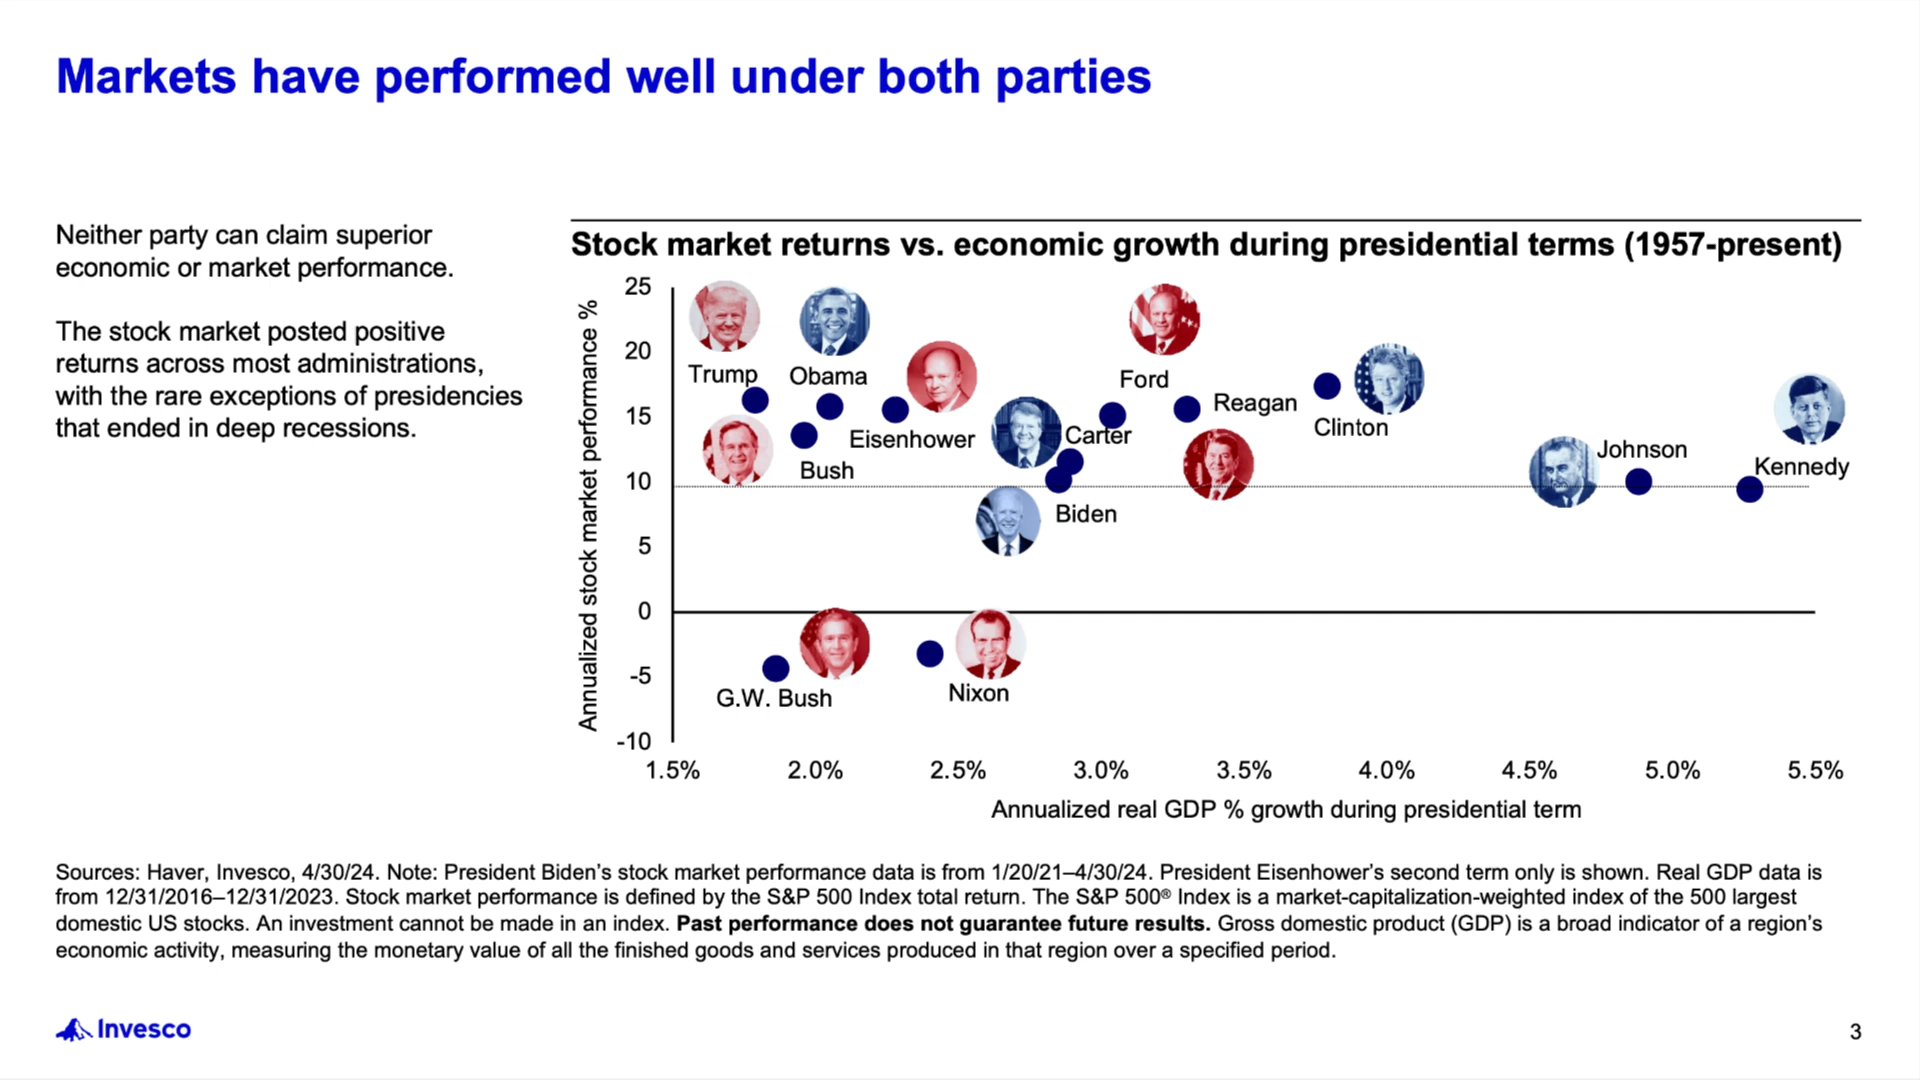 Markets have performed well under both parties
Neither party can claim superior
economic or market performance.
The stock market posted positive
returns across most administrations,
with the rare exceptions of presidencies
that ended in deep recessions.
Stock market returns vs. economic growth during presidential terms (1957-present)
Annualized stock market performance %
25
20
15
10
5
0
-5
-10
Trump
Obama
Ford
Reagan
Clinton
Carter
Eisenhower
Bush
Johnson
Kennedy
Biden
G.W. Bush
Nixon
1.5%
2.0%
2.5%
3.0%
3.5%
4.0%
4.5%
5.0%
5.5%
Annualized real GDP % growth during presidential term
Sources: Haver, Invesco, 4/30/24. Note: President Biden’s stock market performance data is from 1/20/21–4/30/24. President Eisenhower’s second term only is shown. Real GDP data is
from 12/31/2016–12/31/2023. Stock market performance is defined by the S&P 500 Index total return. The S&P 500® Index is a market-capitalization-weighted index of the 500 largest
domestic US stocks. An investment cannot be made in an index. Past performance does not guarantee future results. Gross domestic product (GDP) is a broad indicator of a region’s
economic activity, measuring the monetary value of all the finished goods and services produced in that region over a specified period.
Invesco
3